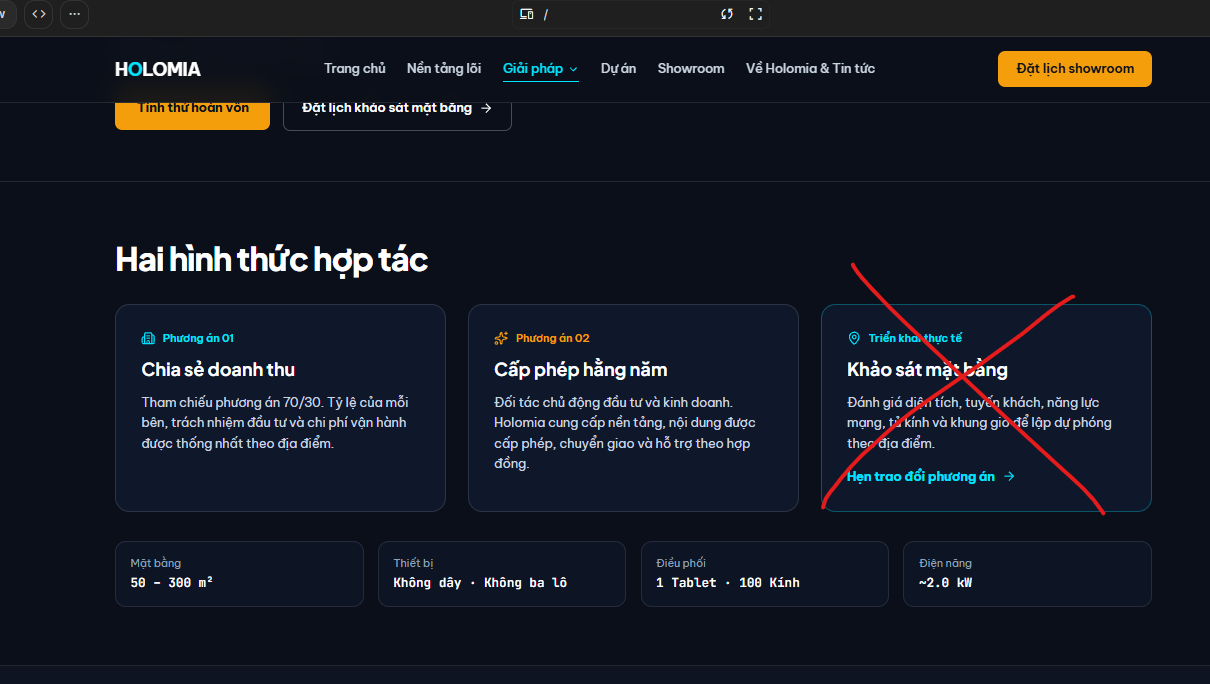 /
HOLOMIA
Trang chủ
Nền tảng lõi
Giải pháp
Dự án
Showroom
Về Holomia & Tin tức
Đặt lịch showroom
Tính thử hoàn vốn
Đặt lịch khảo sát mặt bằng →
Hai hình thức hợp tác
Phương án 01
Chia sẻ doanh thu
Tham chiếu phương án 70/30. Tỷ lệ của mỗi
bên, trách nhiệm đầu tư và chi phí vận hành
được thống nhất theo địa điểm.
Phương án 02
Cấp phép hằng năm
Đối tác chủ động đầu tư và kinh doanh.
Holomia cung cấp nền tảng, nội dung được
cấp phép, chuyển giao và hỗ trợ theo hợp
đồng.
Triển khai thực tế
Khảo sát mặt bằng
Đánh giá diện tích, tuyến khách, năng lực
mạng, tủ kính và khung giờ để lập dự phóng
theo địa điểm.
Hẹn trao đổi phương án →
Mặt bằng
50 – 300 m²
Thiết bị
Không dây · Không ba lô
Điều phối
1 Tablet · 100 Kính
Điện năng
~2.0 kW